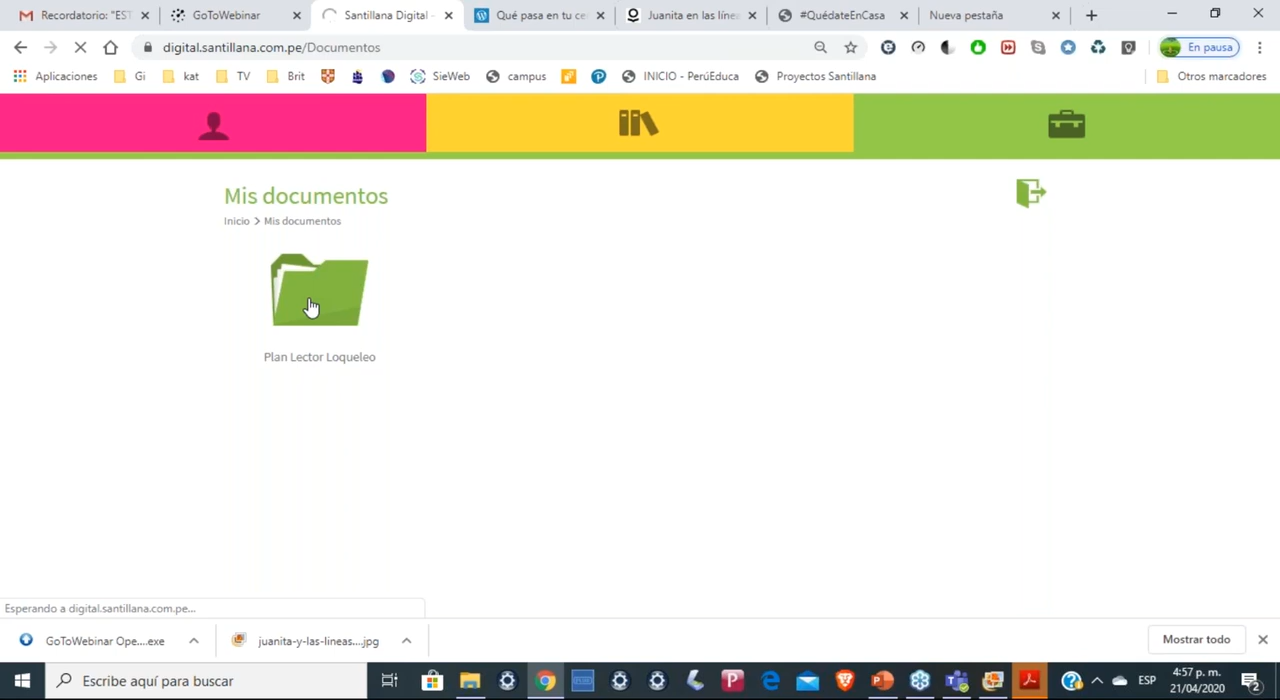 Recordatorio: "EST
GoToWebinar
Santillana Digital -
Qué pasa en tu ce
Juanita en las línea
#QuédateEnCasa
Nueva pestaña
digital.santillana.com.pe/Documentos
En pausa
Aplicaciones
Gi
kat
TV
Brit
SieWeb
campus
INICIO - PerúEduca
Proyectos Santillana
Otros marcadores
Mis documentos
Inicio > Mis documentos
Plan Lector Loqueleo
Esperando a digital.santillana.com.pe...
GoToWebinar Ope....exe
juanita-y-las-lineas....jpg
Mostrar todo
Escribe aquí para buscar
ESP
4:57 p. m.
21/04/2020
2